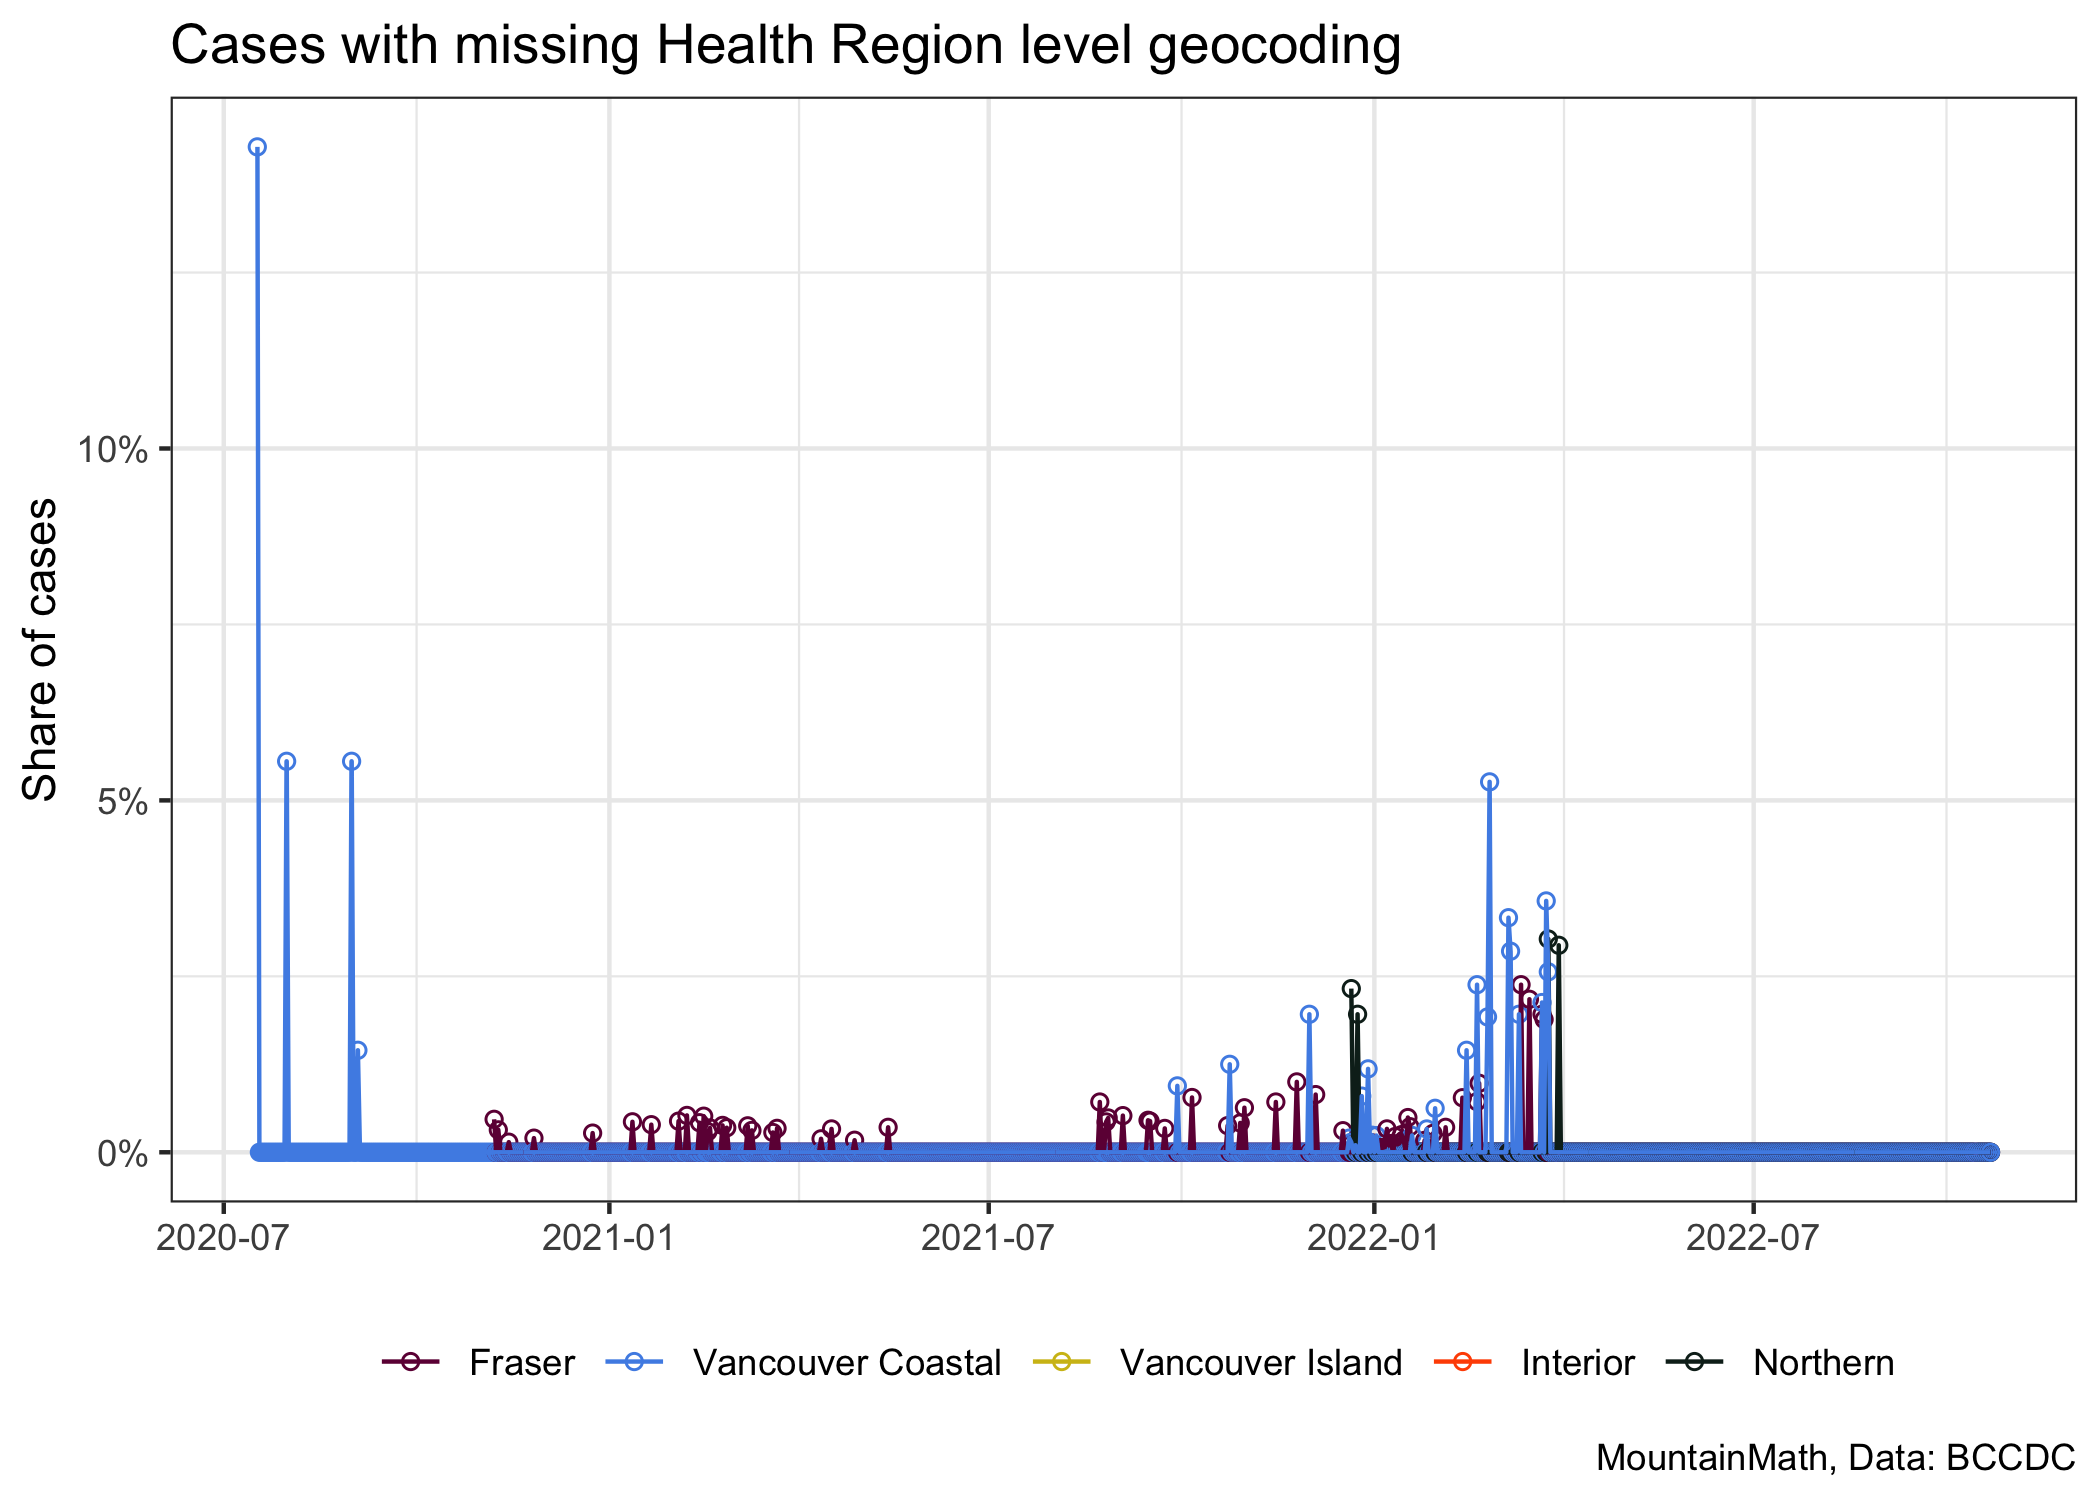 Cases with missing Health Region level geocoding
Share of cases
10%
5%
0%
2020-07 2021-01 2021-07 2022-01 2022-07
Fraser Vancouver Coastal Vancouver Island Interior Northern
MountainMath, Data: BCCDC